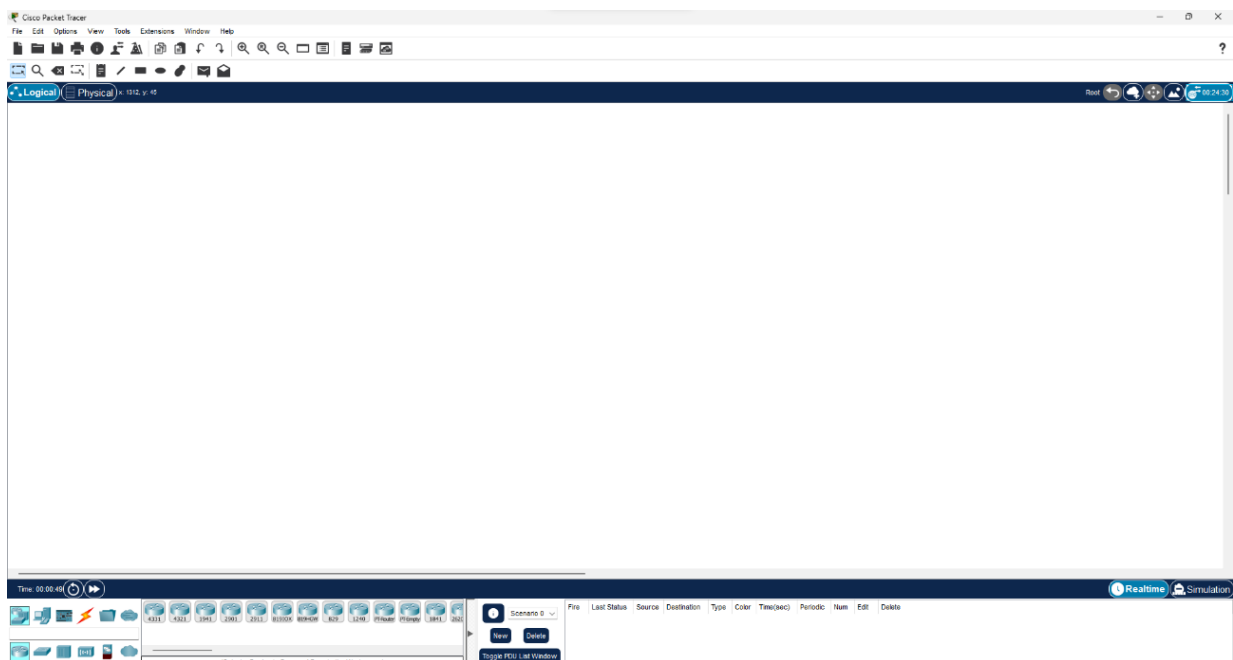 Cisco Packet Tracer
File Edit Options View Tools Extensions Window Help
?
Logical Physical x: 1312, y: 45 Root 00:24:30
Time: 00:00:49 Realtime Simulation
4331 4321 1941 2901 2911 819HGW 829 1240 PT-Router PT-Empty 1841
Scenario 0
New Delete
Toggle PDU List Window
Fire Last Status Source Destination Type Color Time(sec) Periodic Num Edit Delete